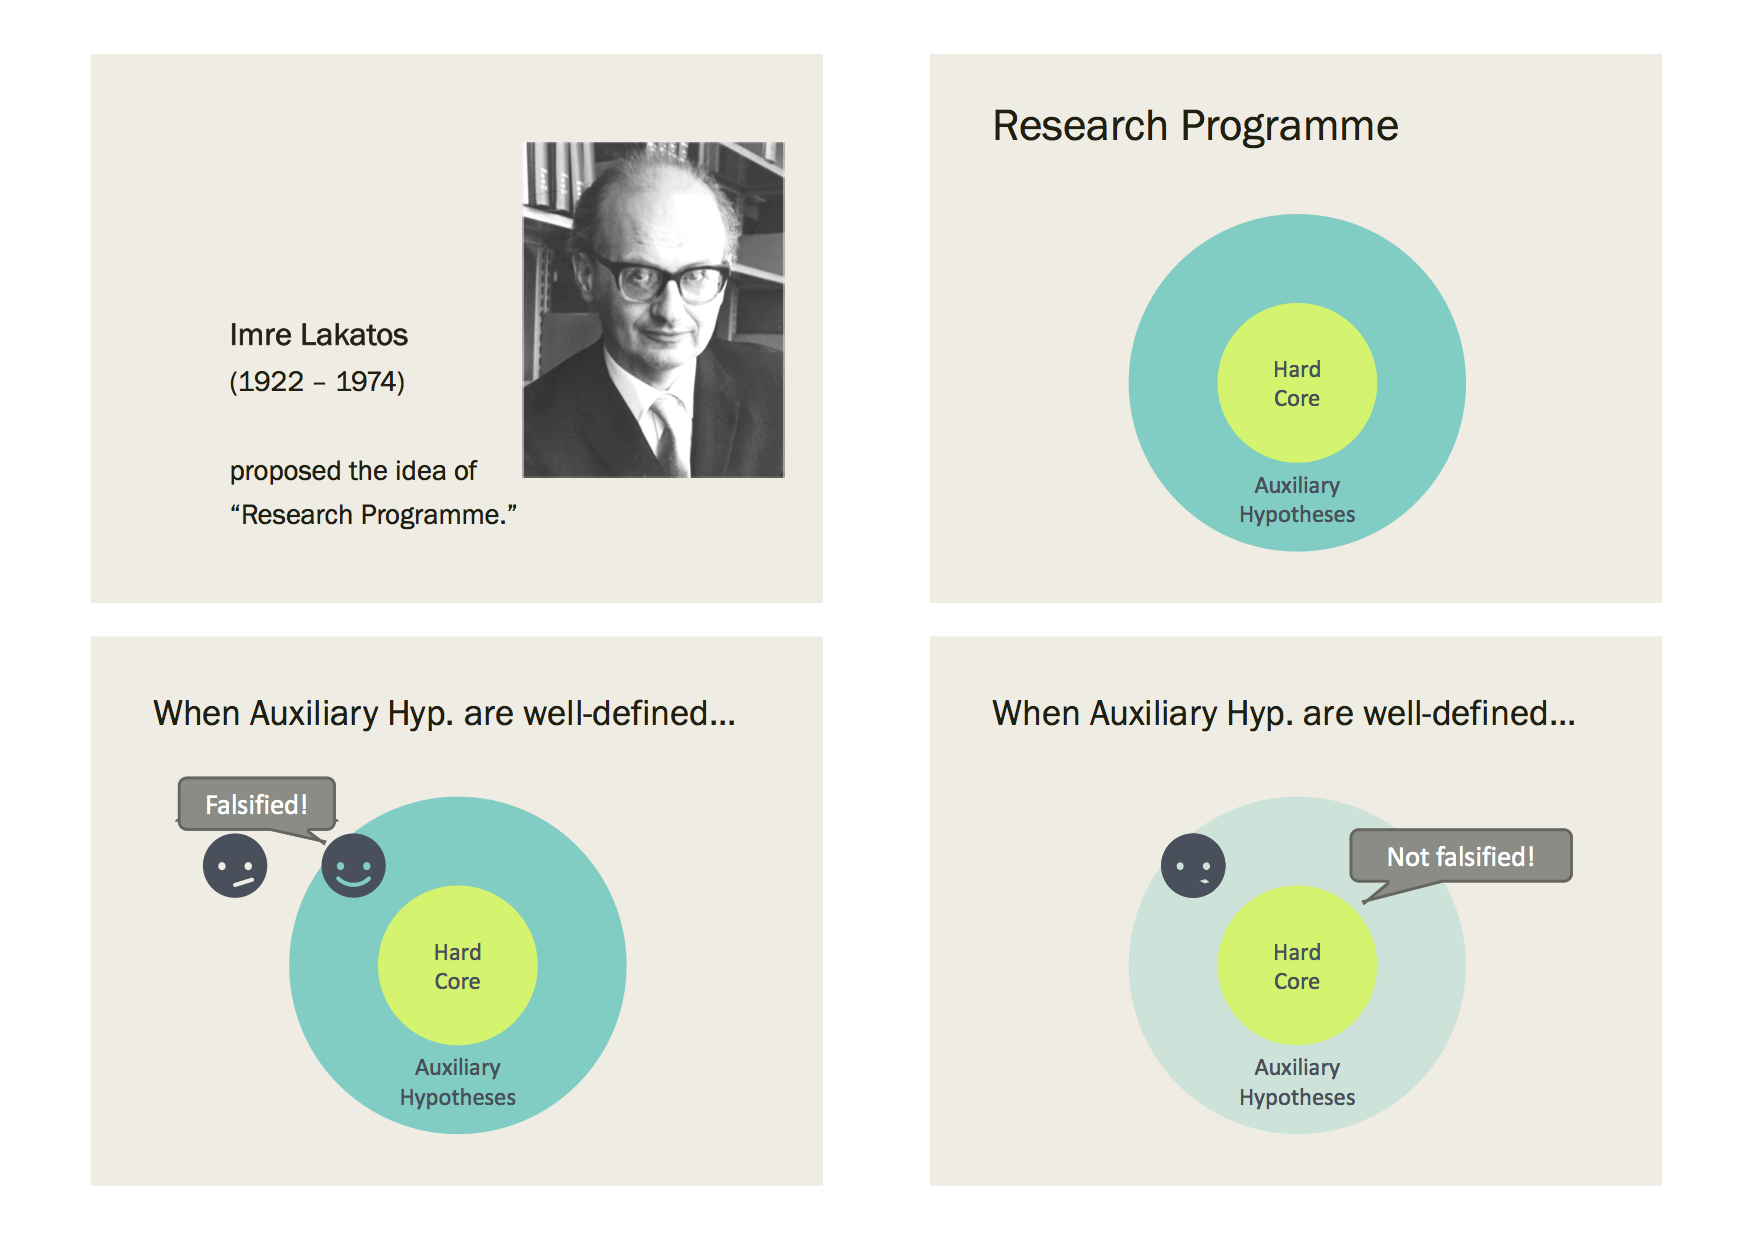 Imre Lakatos
(1922 – 1974)
proposed the idea of
“Research Programme.”
Research Programme
Hard
Core
Auxiliary
Hypotheses
When Auxiliary Hyp. are well-defined...
Falsified!
Hard
Core
Auxiliary
Hypotheses
When Auxiliary Hyp. are well-defined...
Not falsified!
Hard
Core
Auxiliary
Hypotheses